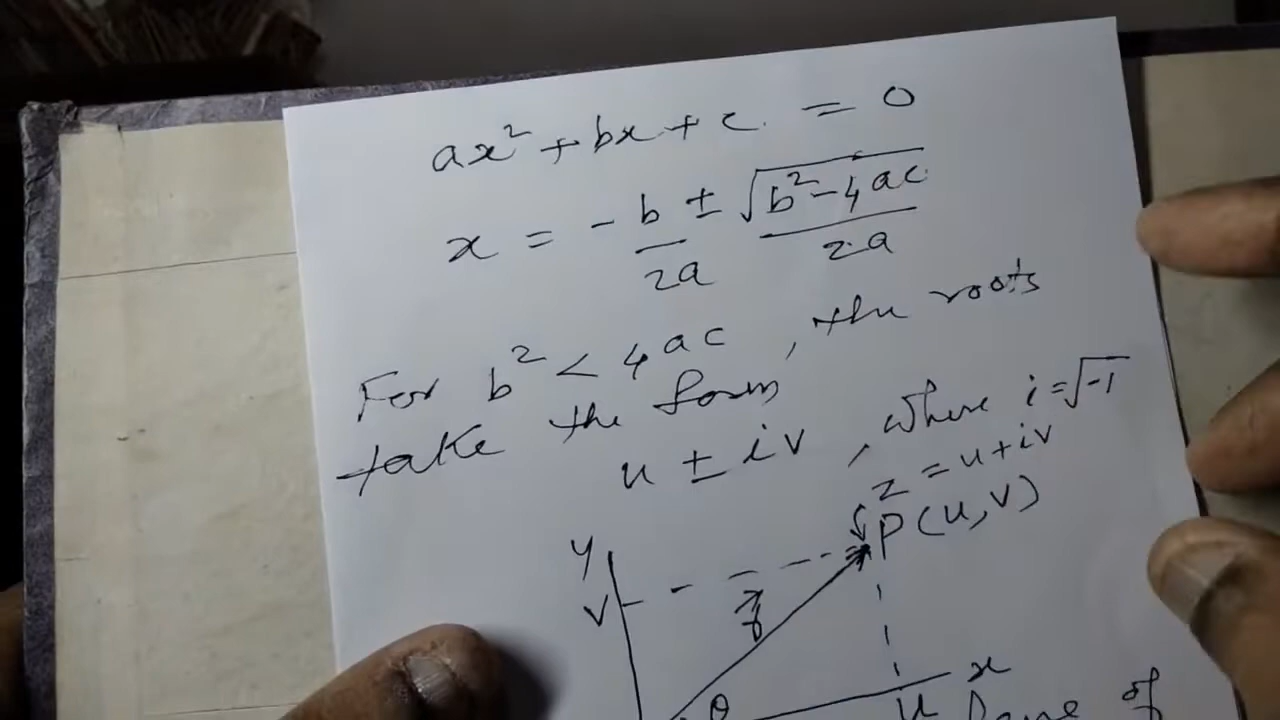 ax² + bx + c = 0
x = -b/2a ± √(b²-4ac)/2a
For b² < 4ac, the roots
take the form
u ± iv, where i = √-1
z = u + iv
P(u, v)
y
v
x
θ
u
of